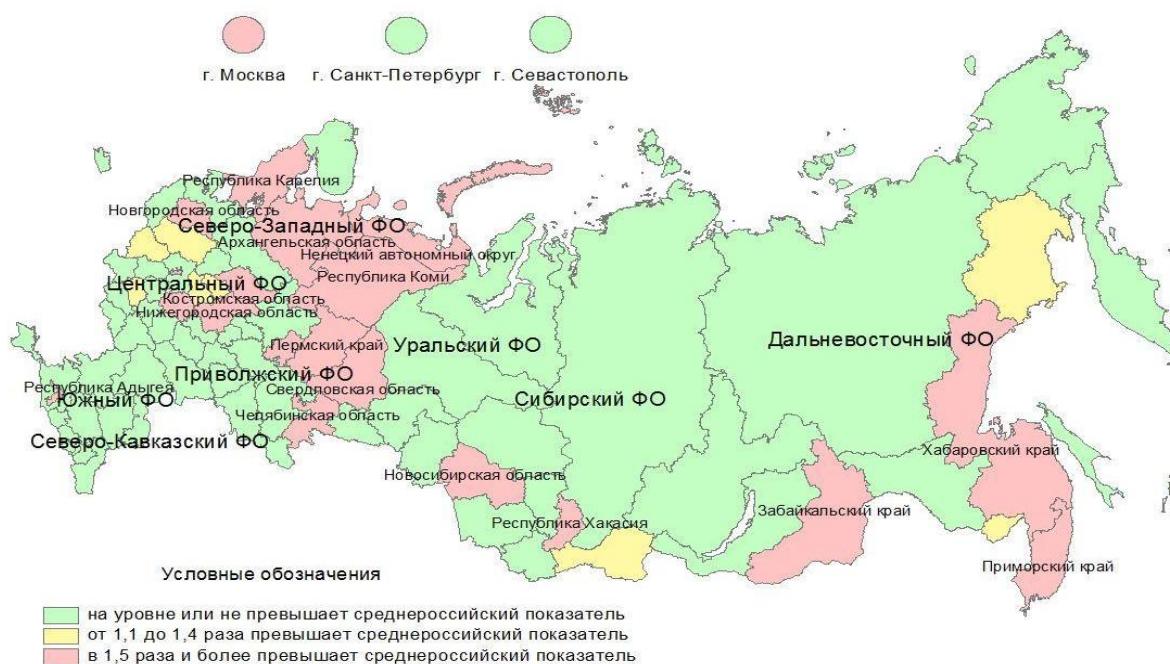 г. Москва
г. Санкт-Петербург
г. Севастополь
Республика Карелия
Новгородская область
Северо-Западный ФО
Архангельская область
Ненецкий автономный округ
Республика Коми
Центральный ФО
Костромская область
Нижегородская область
Пермский край
Уральский ФО
Дальневосточный ФО
Приволжский ФО
Республика Адыгея
Свердловская область
Южный ФО
Сибирский ФО
Челябинская область
Северо-Кавказский ФО
Хабаровский край
Новосибирская область
Забайкальский край
Республика Хакасия
Приморский край
Условные обозначения
на уровне или не превышает среднероссийский показатель
от 1,1 до 1,4 раза превышает среднероссийский показатель
в 1,5 раза и более превышает среднероссийский показатель